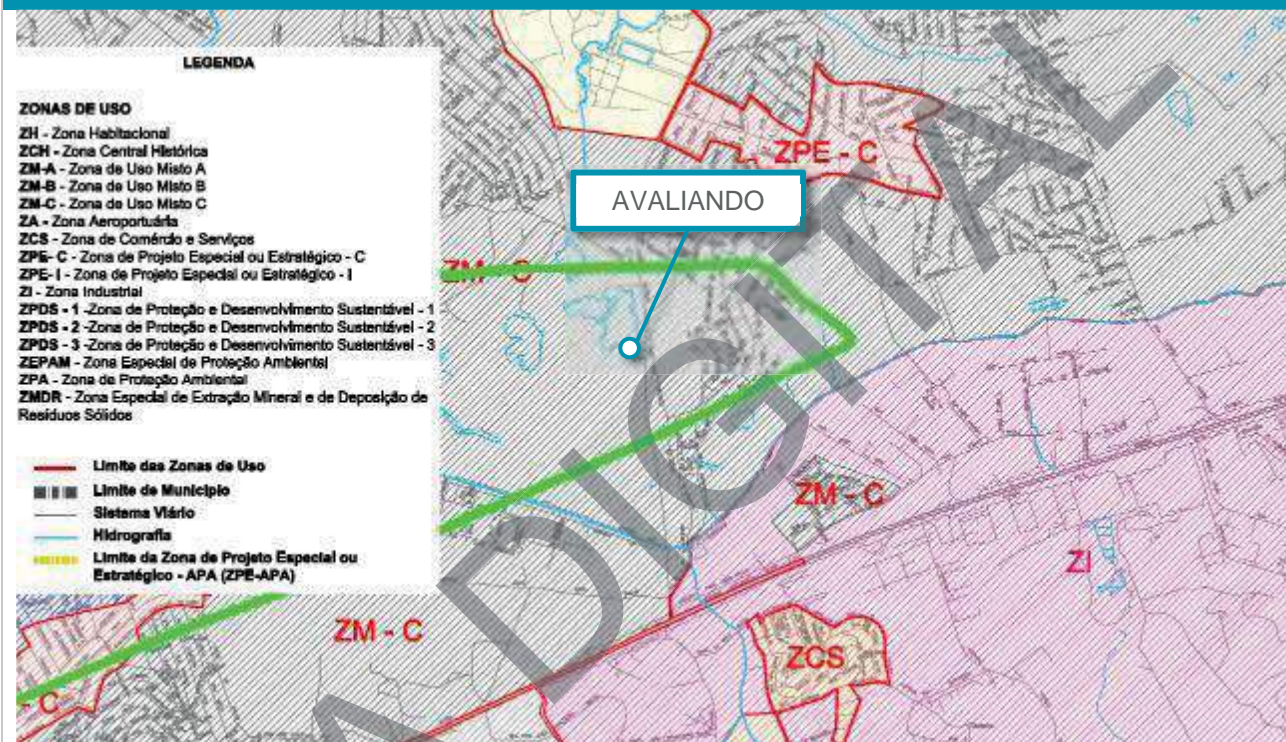 LEGENDA
ZONAS DE USO
ZH - Zona Habitacional
ZCH - Zona Central Histórica
ZM-A - Zona de Uso Misto A
ZM-B - Zona de Uso Misto B
ZM-C - Zona de Uso Misto C
ZA - Zona Aeroportuária
ZCS - Zona de Comércio e Serviços
ZPE- C - Zona de Projeto Especial ou Estratégico - C
ZPE- I - Zona de Projeto Especial ou Estratégico - I
ZI - Zona Industrial
ZPDS - 1 -Zona de Proteção e Desenvolvimento Sustentável - 1
ZPDS - 2 -Zona de Proteção e Desenvolvimento Sustentável - 2
ZPDS - 3 -Zona de Proteção e Desenvolvimento Sustentável - 3
ZEPAM - Zona Especial de Proteção Ambiental
ZPA - Zona de Proteção Ambiental
ZMDR - Zona Especial de Extração Mineral e de Deposição de
Resíduos Sólidos
Limite das Zonas de Uso
Limite de Município
Sistema Viário
Hidrografia
Limite da Zona de Projeto Especial ou
Estratégico - APA (ZPE-APA)
ZPE - C
AVALIANDO
ZM - C
ZM - C
ZI
ZM - C
ZCS
- C
A DIGITAL